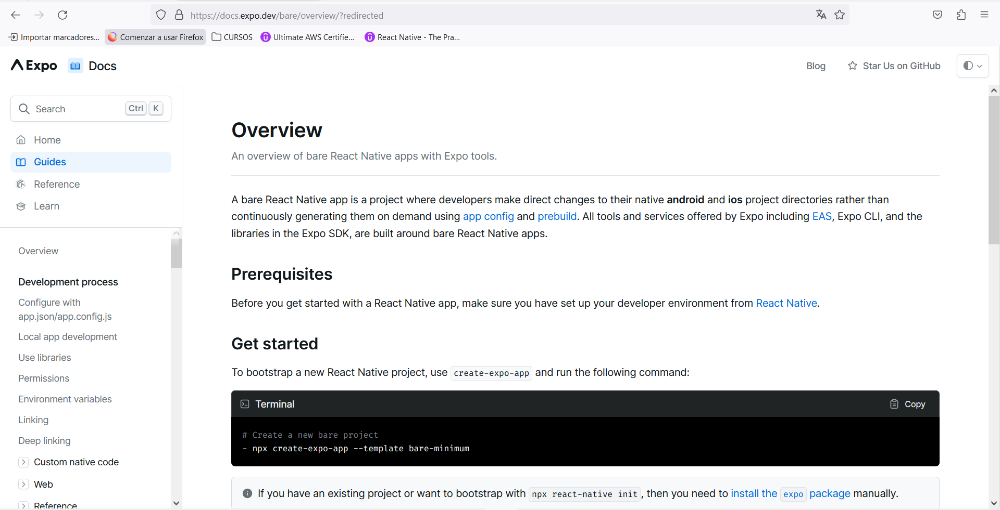 https://docs.expo.dev/bare/overview/?redirected
Importar marcadores...
Comenzar a usar Firefox
CURSOS
Ultimate AWS Certifie...
React Native - The Pra...
Expo
Docs
Blog
Star Us on GitHub
Search
Ctrl K
Home
Guides
Reference
Learn
Overview
Development process
Configure with
app.json/app.config.js
Local app development
Use libraries
Permissions
Environment variables
Linking
Deep linking
Custom native code
Web
Reference
Overview
An overview of bare React Native apps with Expo tools.
A bare React Native app is a project where developers make direct changes to their native android and ios project directories rather than
continuously generating them on demand using app config and prebuild. All tools and services offered by Expo including EAS, Expo CLI, and the
libraries in the Expo SDK, are built around bare React Native apps.
Prerequisites
Before you get started with a React Native app, make sure you have set up your developer environment from React Native.
Get started
To bootstrap a new React Native project, use create-expo-app and run the following command:
Terminal
Copy
# Create a new bare project
- npx create-expo-app --template bare-minimum
If you have an existing project or want to bootstrap with npx react-native init, then you need to install the expo package manually.